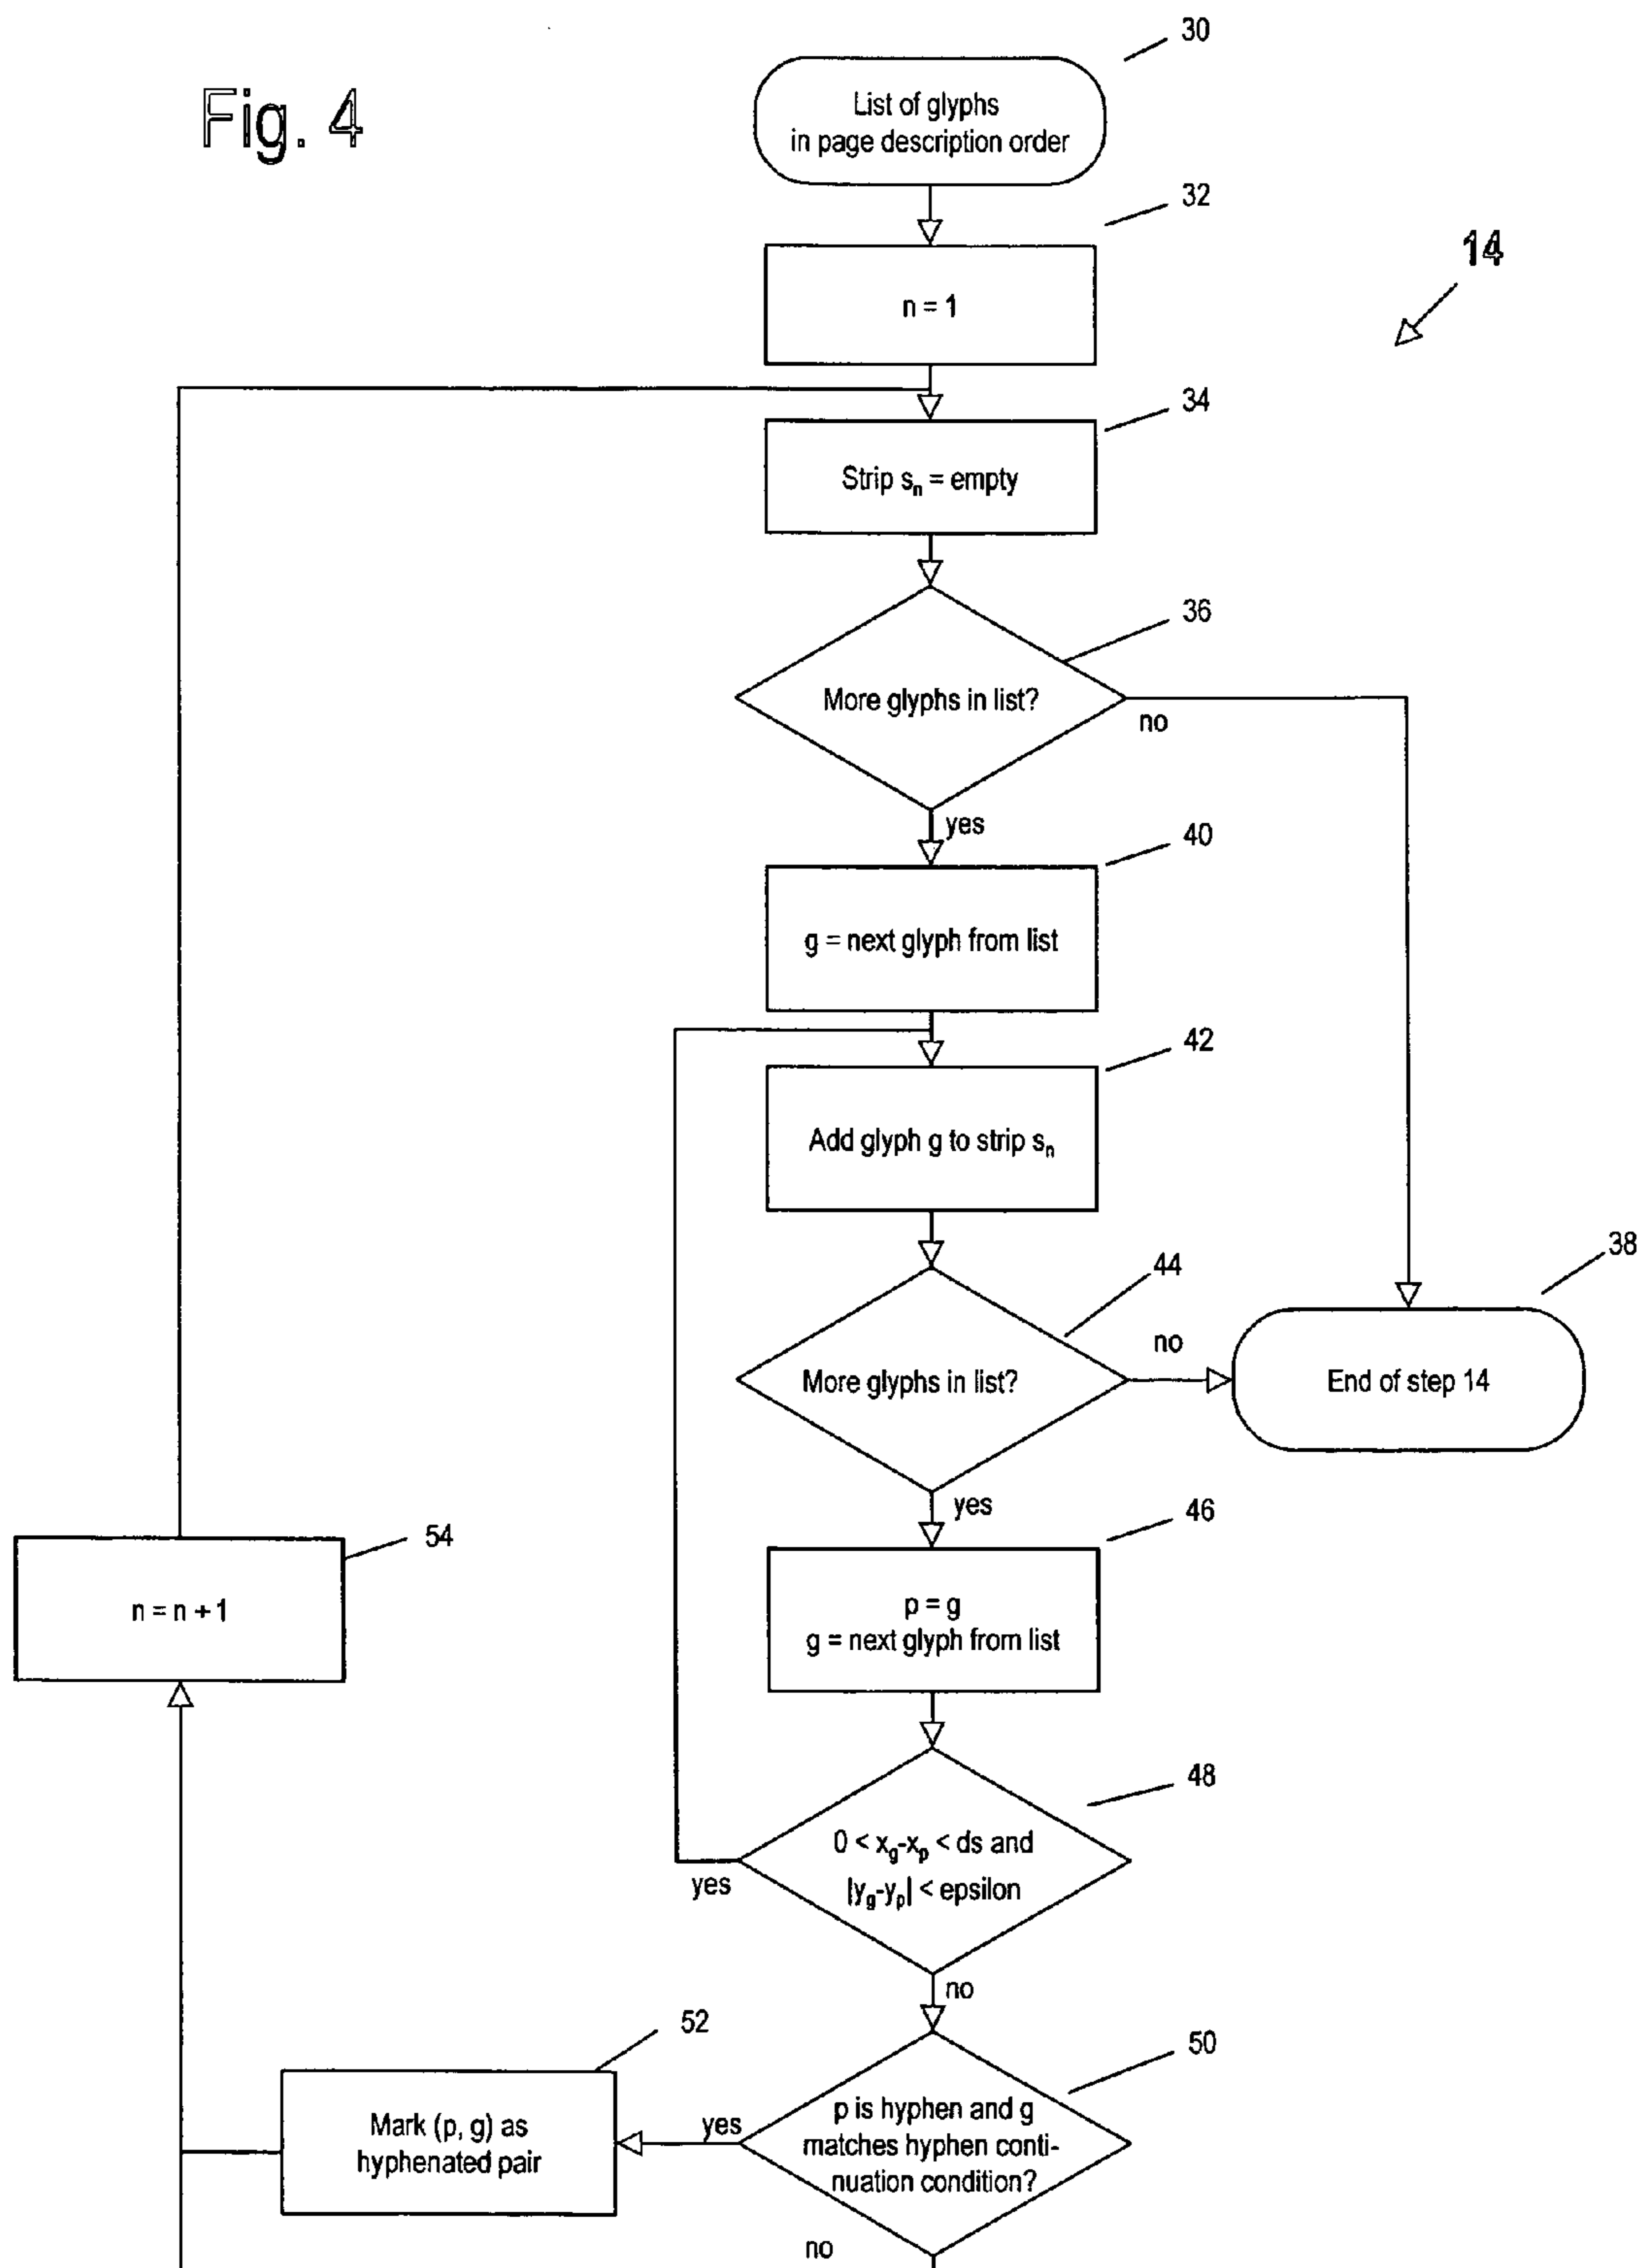 Fig. 4
30
List of glyphs
in page description order
32
n = 1
14
34
Strip sₙ = empty
36
More glyphs in list?
no
yes
40
g = next glyph from list
42
Add glyph g to strip sₙ
44
More glyphs in list?
no
38
End of step 14
yes
46
p = g
g = next glyph from list
54
n = n + 1
48
0 < x_g-x_p < ds and
|y_g-y_p| < epsilon
yes
no
50
p is hyphen and g
matches hyphen conti-
nuation condition?
yes
52
Mark (p, g) as
hyphenated pair
no